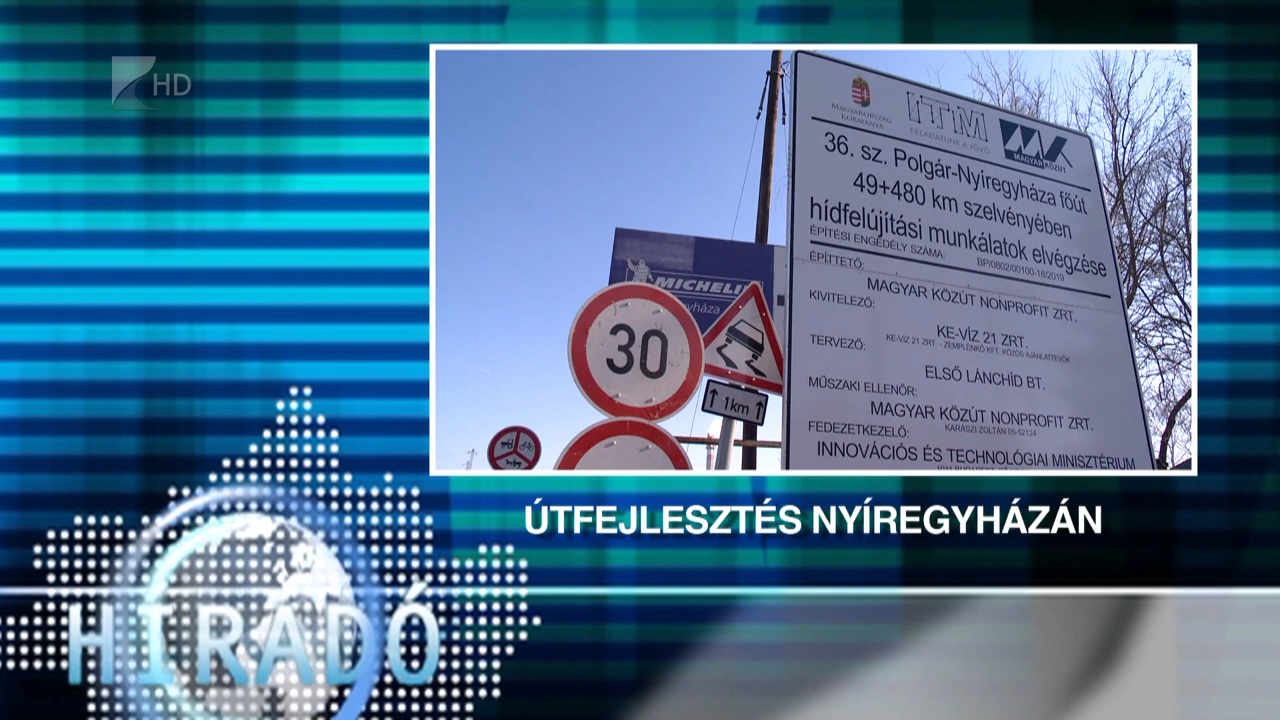 HD
MAGYARORSZÁG
KORMÁNYA
ITM
FELADATUNK A JÖVŐ
MAGYAR KÖZÚT
36. sz. Polgár-Nyíregyháza főút
49+480 km szelvényében
hídfelújítási munkálatok elvégzése
ÉPÍTÉSI ENGEDÉLY SZÁMA: BP/0802/00100-18/2019
ÉPÍTTETŐ:
MAGYAR KÖZÚT NONPROFIT ZRT.
KIVITELEZŐ:
KE-VÍZ 21 ZRT.
KE-VÍZ 21 ZRT. - ZEMPLÉNKŐ KFT. KÖZÖS AJÁNLATTEVŐK
TERVEZŐ:
ELSŐ LÁNCHÍD BT.
MŰSZAKI ELLENŐR:
MAGYAR KÖZÚT NONPROFIT ZRT.
KARÁSZI ZOLTÁN 05-52124
FEDEZETKEZELŐ:
INNOVÁCIÓS ÉS TECHNOLÓGIAI MINISZTÉRIUM
MICHELIN
yháza
30
1 km
ÚTFEJLESZTÉS NYÍREGYHÁZÁN
HÍRADÓ